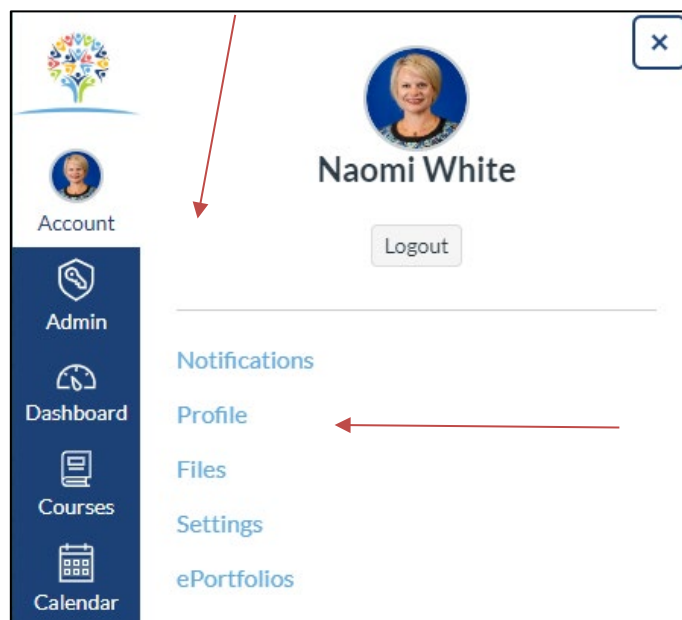 ×
Naomi White
Logout
Account
Admin
Dashboard
Courses
Calendar
Notifications
Profile
Files
Settings
ePortfolios